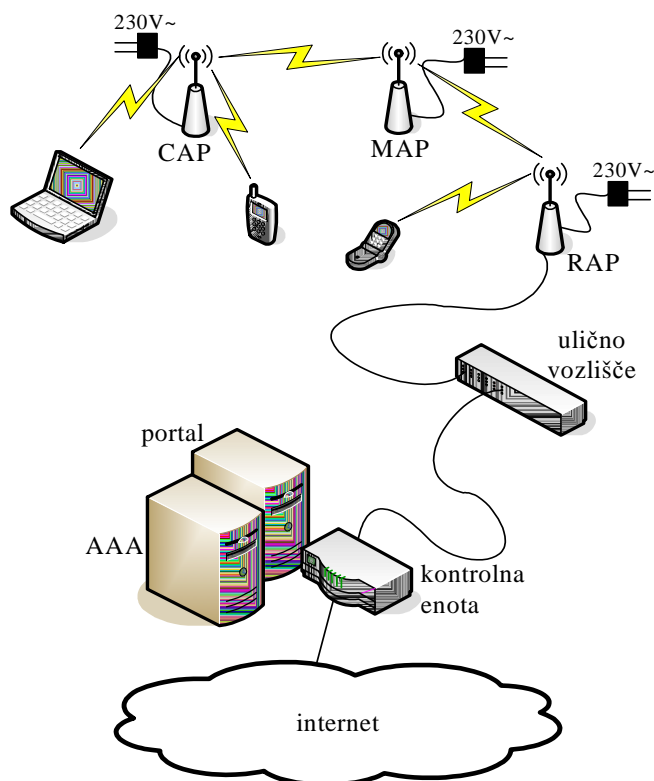 230V~
230V~
CAP
MAP
230V~
RAP
ulično
vozlišče
portal
AAA
kontrolna
enota
internet